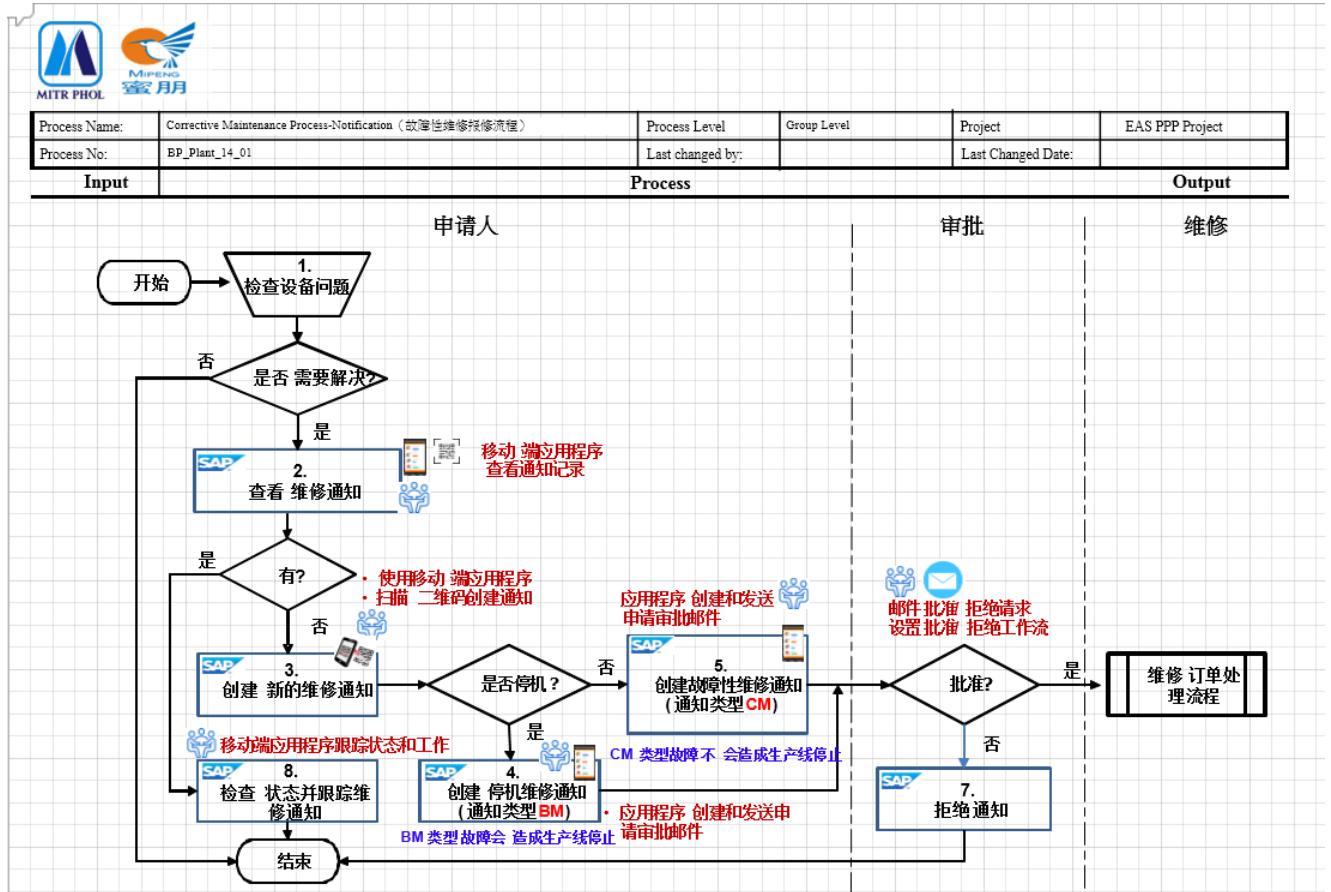 MITR PHOL
MIPENG
蜜朋
Process Name: Corrective Maintenance Process-Notification（故障性维修报修流程） Process Level Group Level Project EAS PPP Project
Process No: BP_Plant_14_01 Last changed by: Last Changed Date:
Input Process Output
申请人 审批 维修
开始
1.
检查设备问题
否
是否 需要解决?
是
SAP
2.
查看 维修通知
移动 端应用程序
查看通知记录
是
有?
否
• 使用移动 端应用程序
• 扫描 二维码创建通知
SAP
3.
创建 新的维修通知
是否停机？
否
是
应用程序 创建和发送
申请审批邮件
SAP
5.
创建故障性维修通知
(通知类型CM)
CM 类型故障不 会造成生产线停止
邮件 批准/ 拒绝请求
设置 批准/ 拒绝工作流
批准?
是
维修 订单处
理流程
否
移动端应用程序跟踪状态和工作
SAP
8.
检查 状态并跟踪维
修通知
SAP
4.
创建 停机维修通知
(通知类型BM)
BM 类型 故障会 造成生产线停止
• 应用程序 创建和发送申
请审批邮件
SAP
7.
拒绝 通知
结束